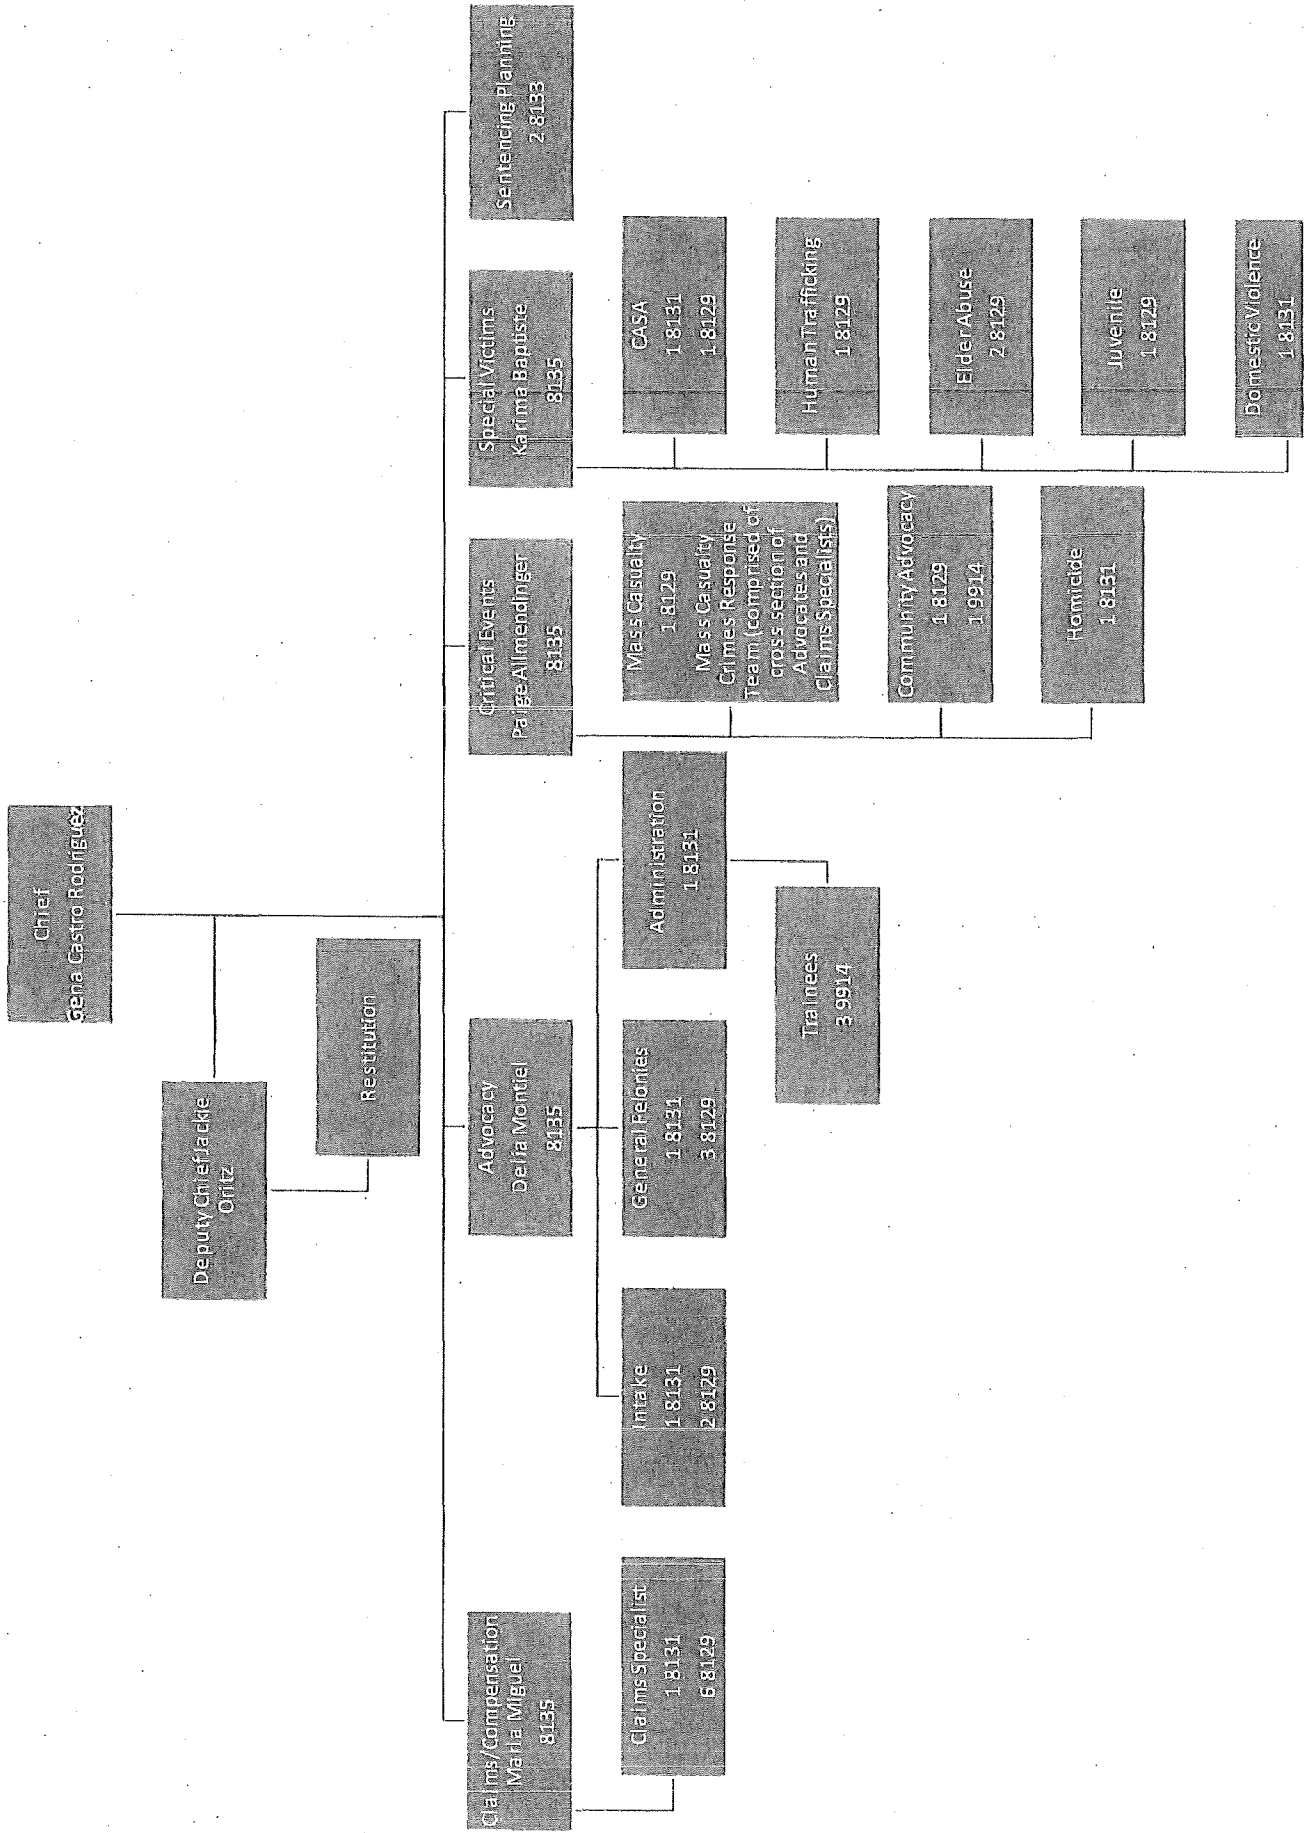 Chief
Gena Castro Rodriguez
Deputy Chief Jackie
Oritz
Restitution
Claims/Compensation
Maria Miguel
8135
Claims Specialist
1 8131
6 8129
Advocacy
Delia Montiel
8135
Intake
1 8131
2 8129
General Felonies
1 8131
3 8129
Administration
1 8131
Trainees
3 9914
Critical Events
Paige Allmendinger
8135
Mass Casualty
1 8129
Mass Casualty
Crimes Response
Team (comprised of
cross section of
Advocates and
Claims Specialists)
Community Advocacy
1 8129
1 9914
Homicide
1 8131
Special Victims
Karima Baptiste
8135
CASA
1 8131
1 8129
Human Trafficking
1 8129
Elder Abuse
2 8129
Juvenile
1 8129
Domestic Violence
1 8131
Sentencing Planning
2 8133